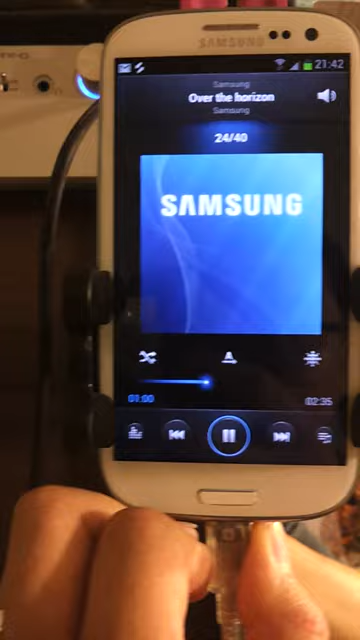 SAMSUNG
21:42
Samsung
Over the horizon
Samsung
24/40
SAMSUNG
A
01:00
02:35